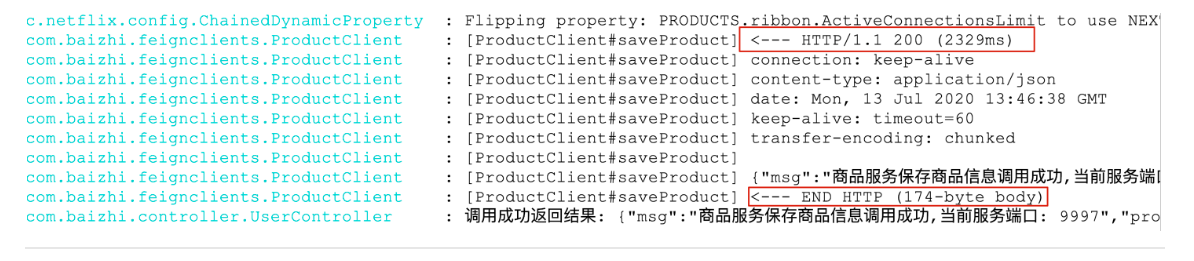 c.netflix.config.ChainedDynamicProperty : Flipping property: PRODUCTS.ribbon.ActiveConnectionsLimit to use NEX
com.baizhi.feignclients.ProductClient : [ProductClient#saveProduct] <--- HTTP/1.1 200 (2329ms)
com.baizhi.feignclients.ProductClient : [ProductClient#saveProduct] connection: keep-alive
com.baizhi.feignclients.ProductClient : [ProductClient#saveProduct] content-type: application/json
com.baizhi.feignclients.ProductClient : [ProductClient#saveProduct] date: Mon, 13 Jul 2020 13:46:38 GMT
com.baizhi.feignclients.ProductClient : [ProductClient#saveProduct] keep-alive: timeout=60
com.baizhi.feignclients.ProductClient : [ProductClient#saveProduct] transfer-encoding: chunked
com.baizhi.feignclients.ProductClient : [ProductClient#saveProduct]
com.baizhi.feignclients.ProductClient : [ProductClient#saveProduct] {"msg":"商品服务保存商品信息调用成功,当前服务端
com.baizhi.feignclients.ProductClient : [ProductClient#saveProduct] <--- END HTTP (174-byte body)
com.baizhi.controller.UserController : 调用成功返回结果: {"msg":"商品服务保存商品信息调用成功,当前服务端口: 9997","pro